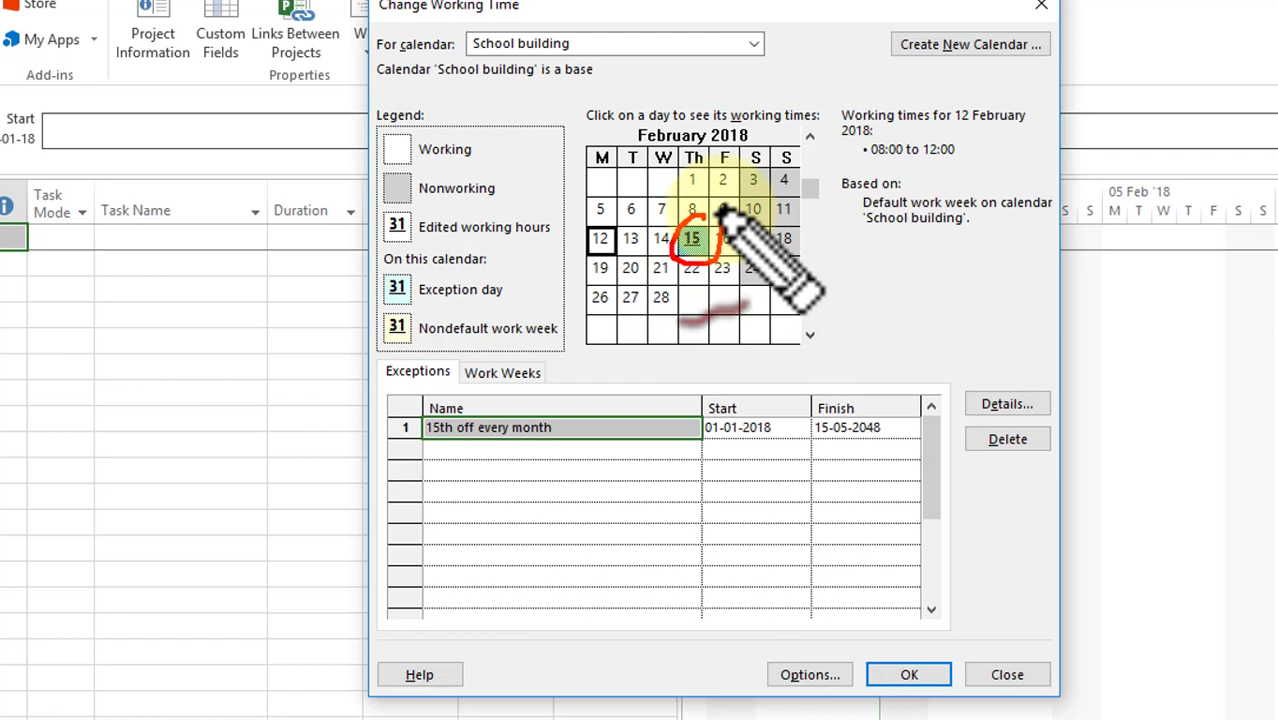 Store
My Apps
Add-ins
Project
Information
Custom
Fields
Links Between
Projects
Properties
Change Working Time
For calendar: School building
Create New Calendar ...
Calendar 'School building' is a base
Start
-01-18
Legend:
31
Working
Nonworking
Edited working hours
On this calendar:
31
Exception day
31
Nondefault work week
Click on a day to see its working times:
February 2018
M T W Th F S S
1 2 3 4
5 6 7 8 10 11
12 13 14 15 18
19 20 21 22 23
26 27 28
Working times for 12 February
2018:
• 08:00 to 12:00
Based on:
Default work week on calendar
'School building'.
Task
Mode
Task Name
Duration
05 Feb '18
S S M T W T F S S
Exceptions Work Weeks
Name Start Finish
1 15th off every month 01-01-2018 15-05-2048
Details...
Delete
Help
Options...
OK
Close